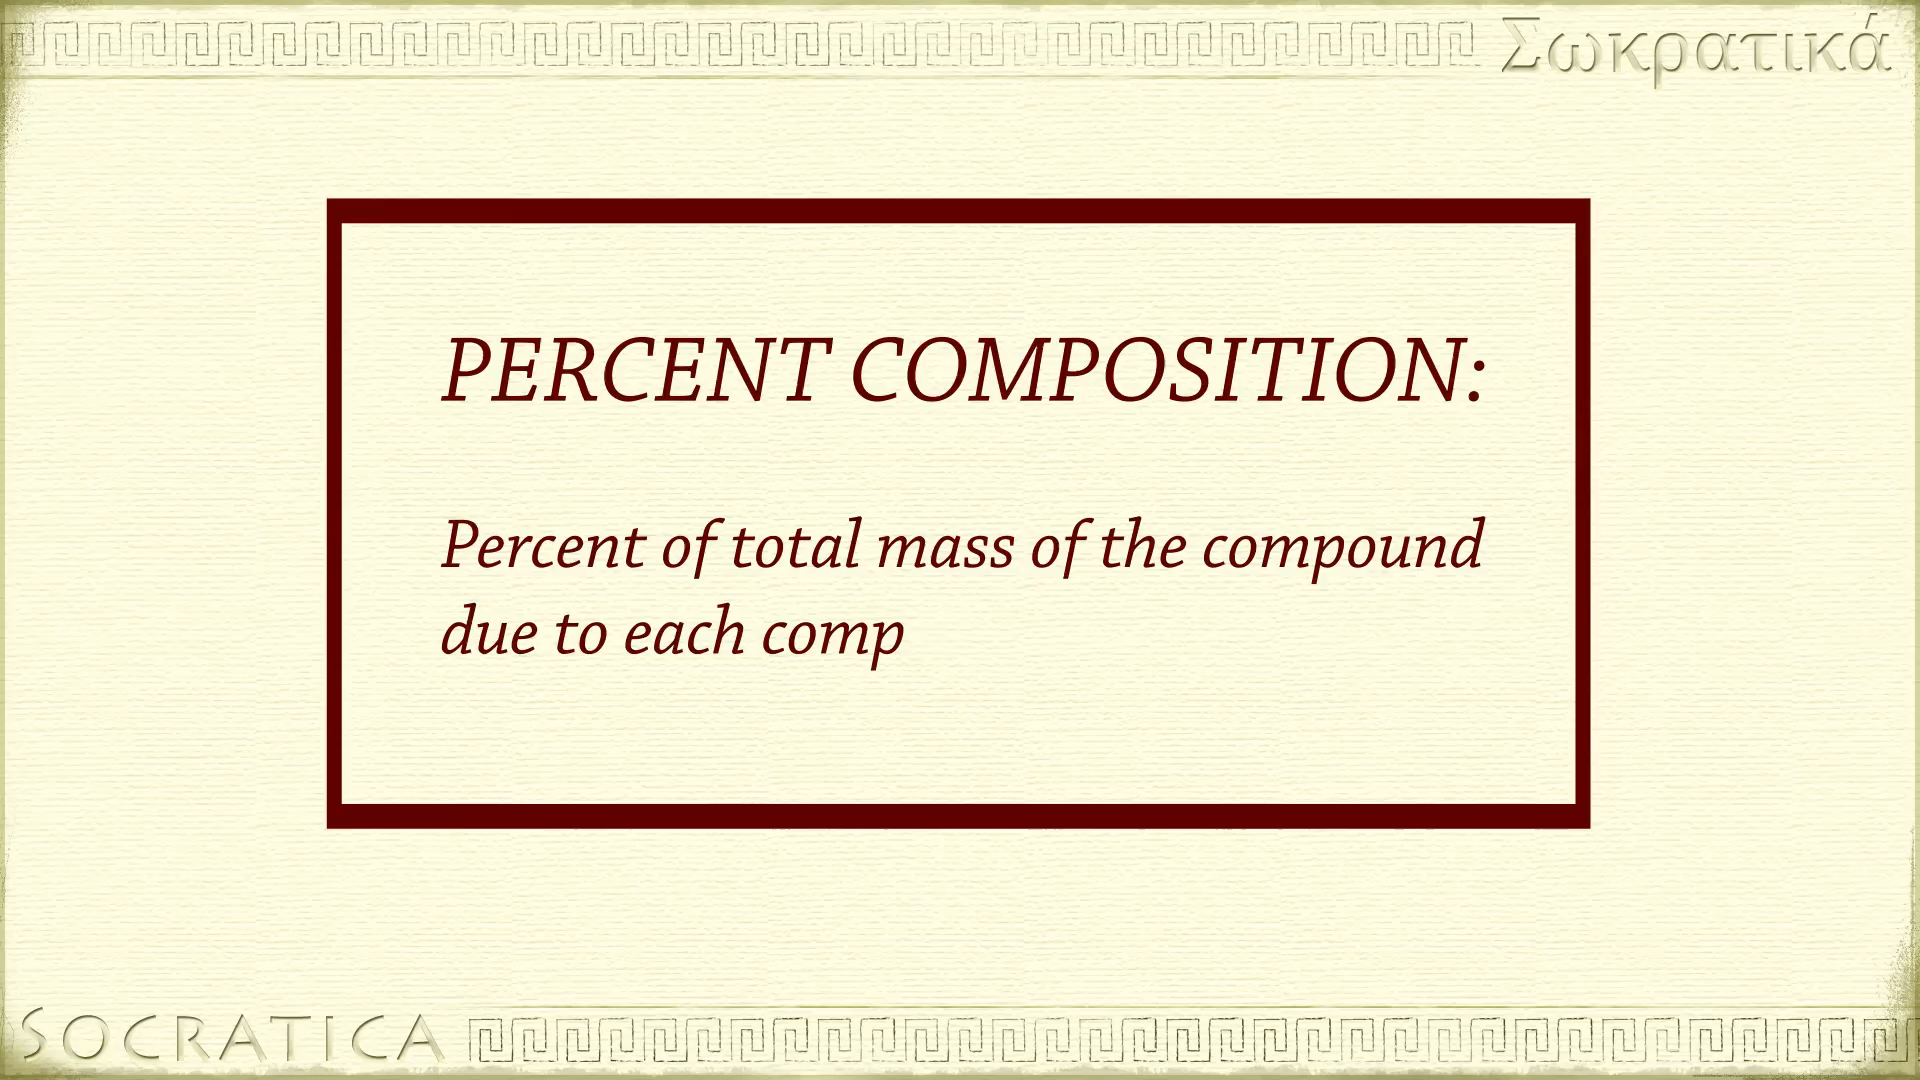 Σωκρατικά
PERCENT COMPOSITION:
Percent of total mass of the compound
due to each comp
SOCRATICA